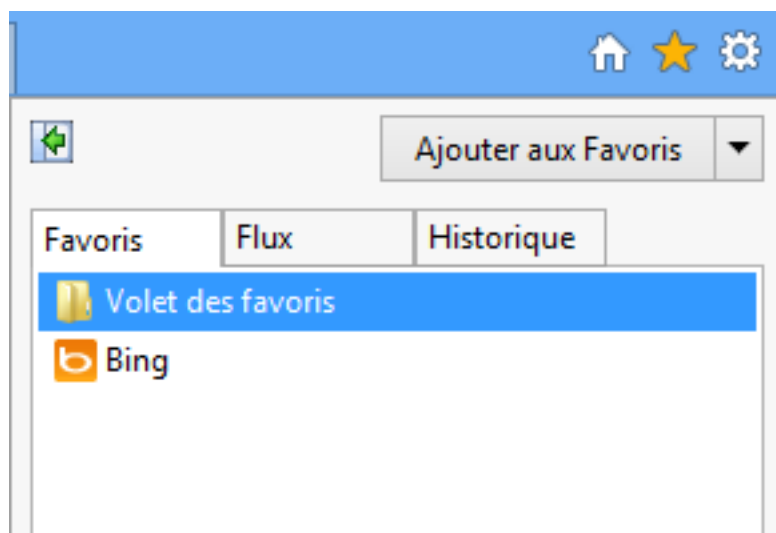 Ajouter aux Favoris
Favoris Flux Historique
Volet des favoris
Bing